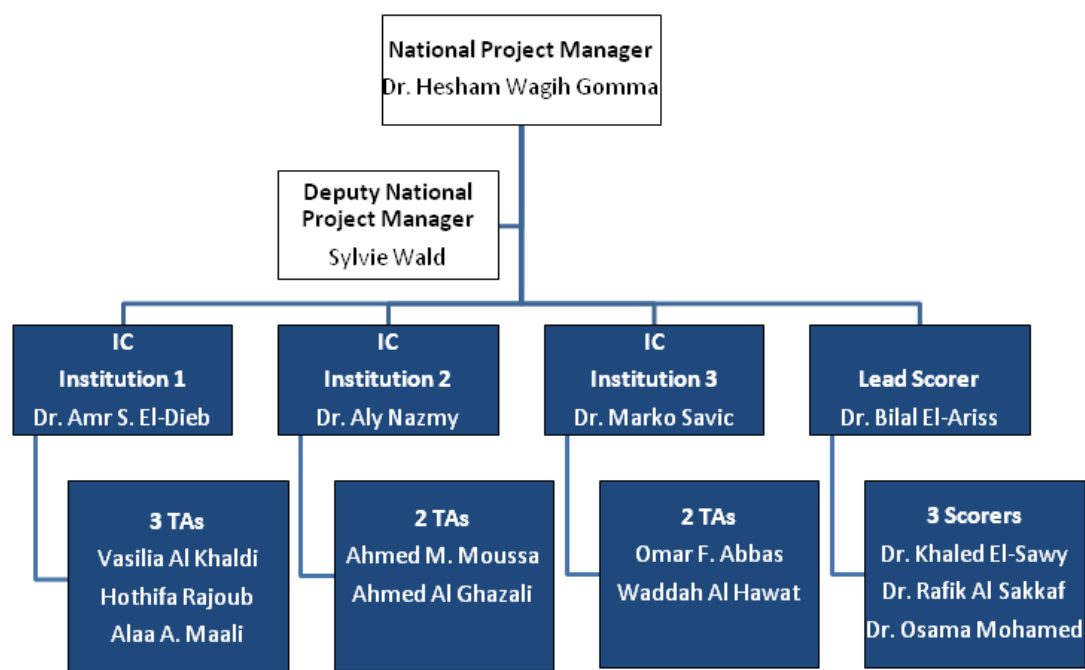 National Project Manager
Dr. Hesham Wagih Gomma
Deputy National
Project Manager
Sylvie Wald
IC
Institution 1
Dr. Amr S. El-Dieb
IC
Institution 2
Dr. Aly Nazmy
IC
Institution 3
Dr. Marko Savic
Lead Scorer
Dr. Bilal El-Ariss
3 TAs
Vasilia Al Khaldi
Hothifa Rajoub
Alaa A. Maali
2 TAs
Ahmed M. Moussa
Ahmed Al Ghazali
2 TAs
Omar F. Abbas
Waddah Al Hawat
3 Scorers
Dr. Khaled El-Sawy
Dr. Rafik Al Sakkaf
Dr. Osama Mohamed